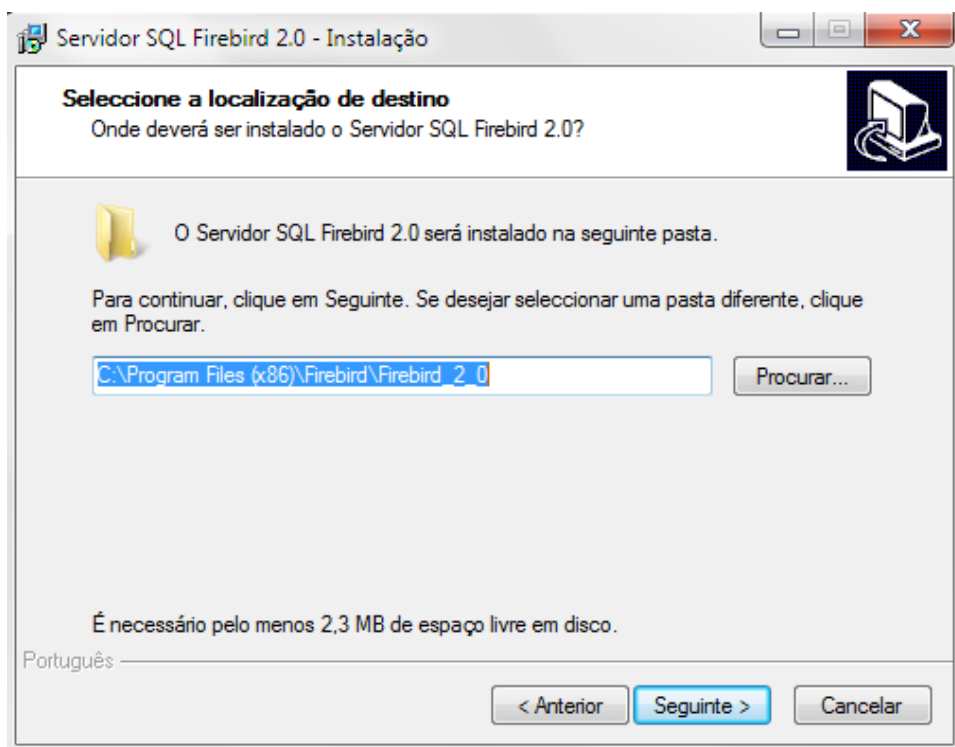 Servidor SQL Firebird 2.0 - Instalação
Seleccione a localização de destino
Onde deverá ser instalado o Servidor SQL Firebird 2.0?
O Servidor SQL Firebird 2.0 será instalado na seguinte pasta.
Para continuar, clique em Seguinte. Se desejar seleccionar uma pasta diferente, clique
em Procurar.
C:\Program Files (x86)\Firebird\Firebird_2_0
Procurar...
É necessário pelo menos 2,3 MB de espaço livre em disco.
Português
< Anterior
Seguinte >
Cancelar